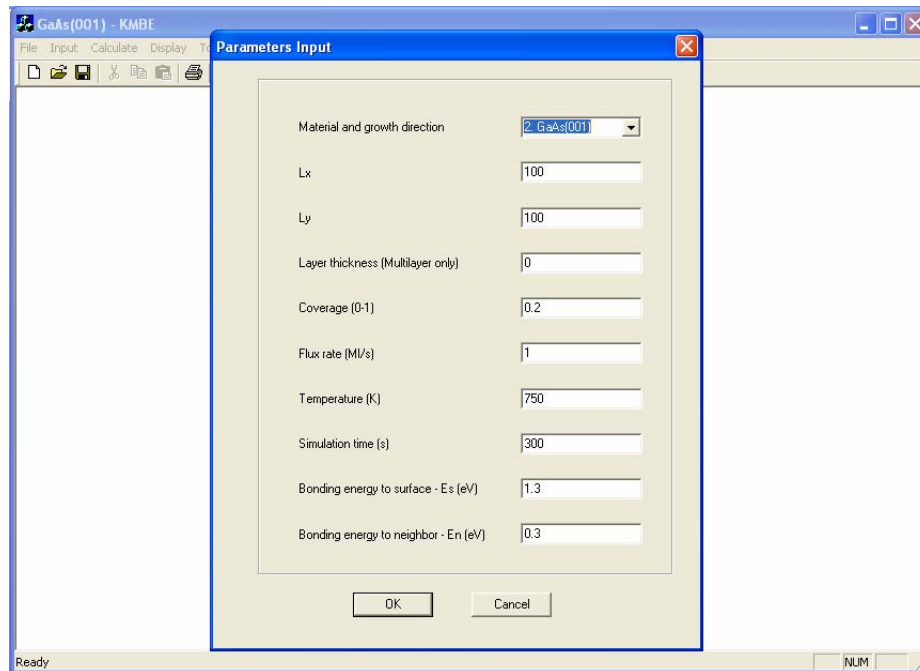 GaAs(001) - KMBE
File Input Calculate Display
Parameters Input
Material and growth direction 2. GaAs(001)
Lx 100
Ly 100
Layer thickness (Multilayer only) 0
Coverage (0-1) 0.2
Flux rate (Ml/s) 1
Temperature (K) 750
Simulation time (s) 300
Bonding energy to surface - Es (eV) 1.3
Bonding energy to neighbor - En (eV) 0.3
OK Cancel
Ready NUM